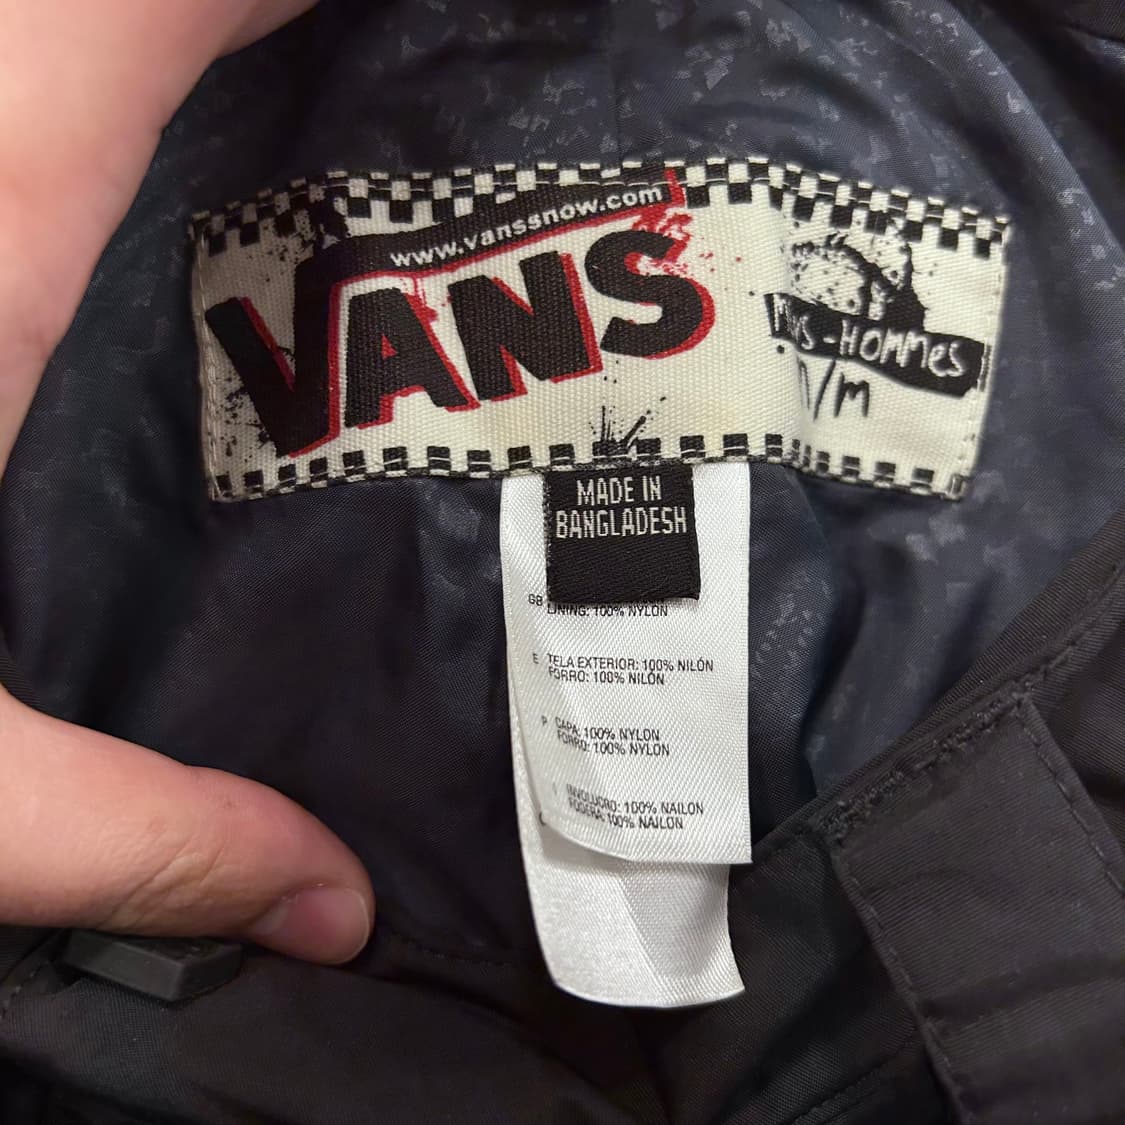 www.vanssnow.com
VANS
-HOMMES
m/m
MADE IN
BANGLADESH
GB
LINING: 100% NYLON
E TELA EXTERIOR: 100% NILÓN
FORRO: 100% NILÓN
P CAPA: 100% NYLON
FORRO: 100% NYLON
I INVOLUCRO: 100% NAILON
FODERA: 100% NAILON